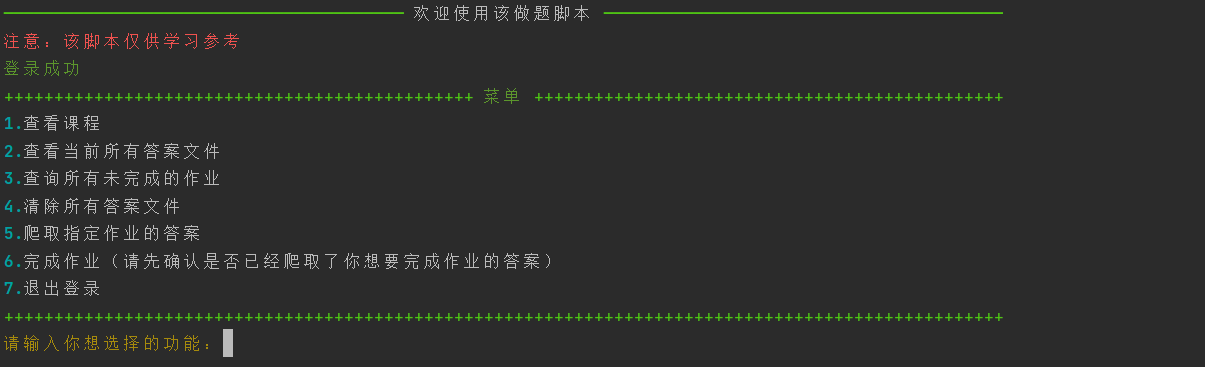 欢迎使用该做题脚本
注意：该脚本仅供学习参考
登录成功
++++++++++++++++++++++++++++++++++++++++++++++ 菜单 ++++++++++++++++++++++++++++++++++++++++++++++
1.查看课程
2.查看当前所有答案文件
3.查询所有未完成的作业
4.清除所有答案文件
5.爬取指定作业的答案
6.完成作业（请先确认是否已经爬取了你想要完成作业的答案）
7.退出登录
++++++++++++++++++++++++++++++++++++++++++++++++++++++++++++++++++++++++++++++++++++++++++++++++++++
请输入你想选择的功能：